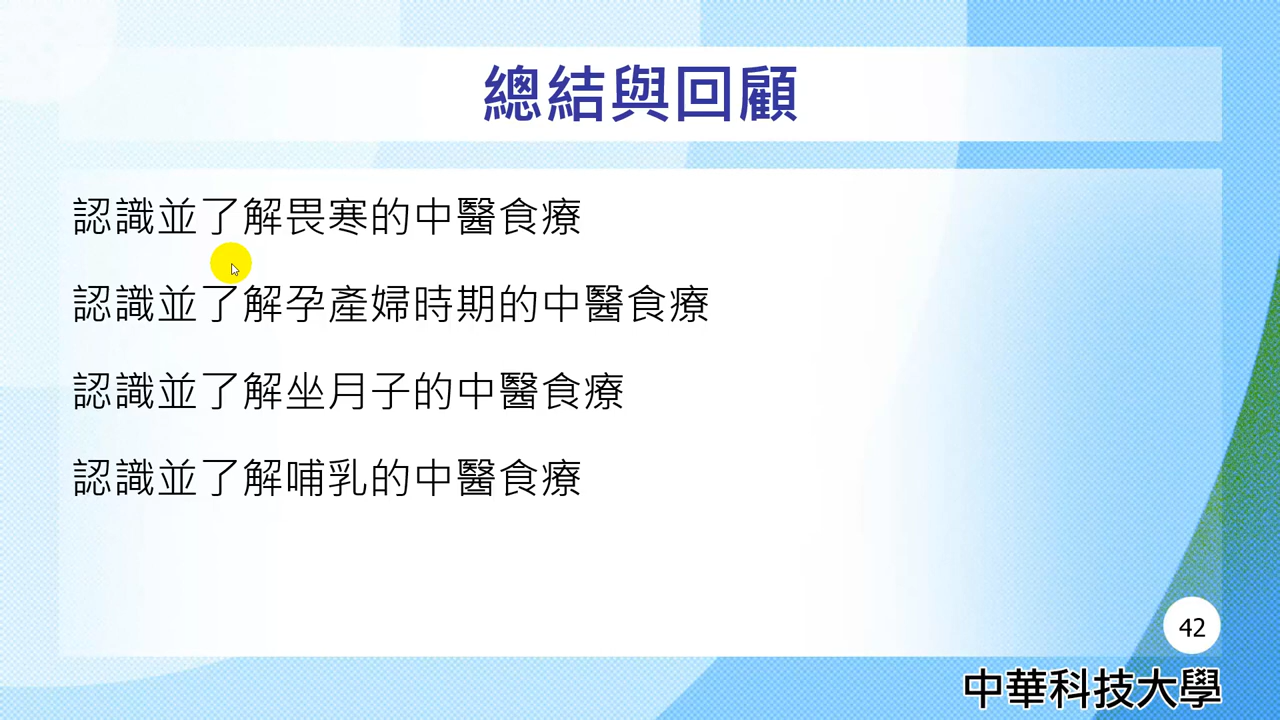 總結與回顧
認識並了解畏寒的中醫食療
認識並了解孕產婦時期的中醫食療
認識並了解坐月子的中醫食療
認識並了解哺乳的中醫食療
42
中華科技大學